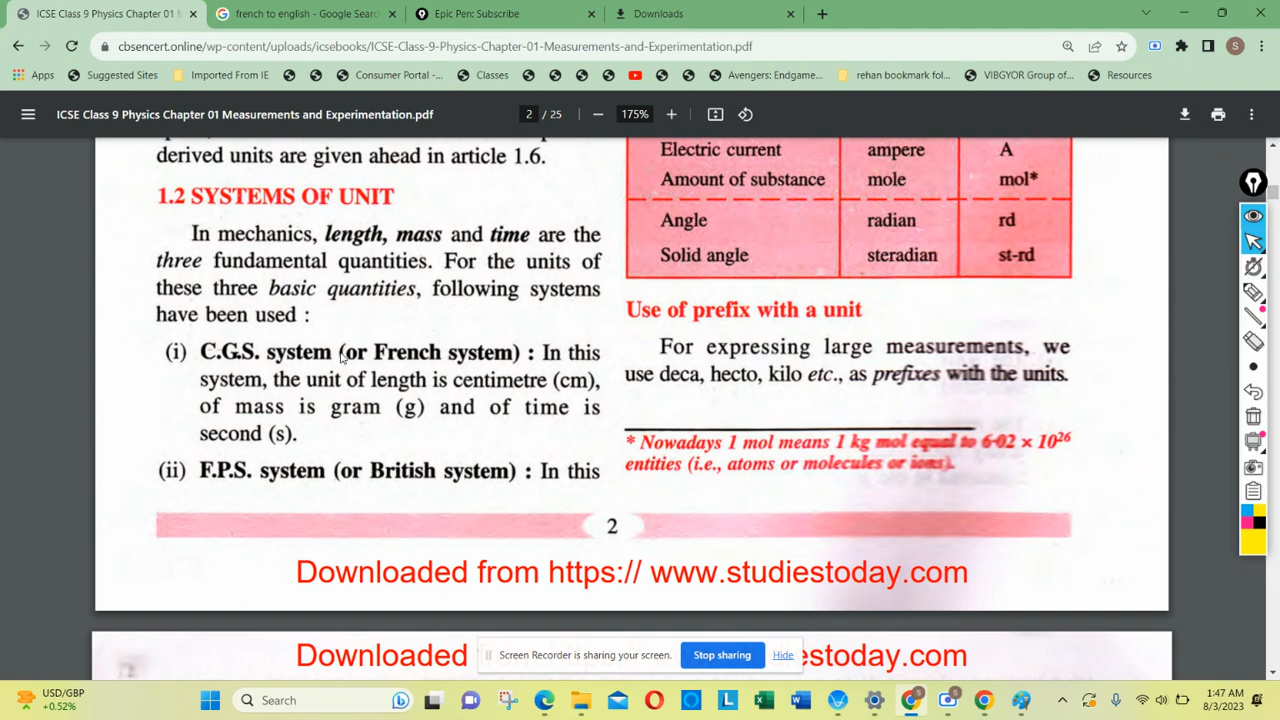 ICSE Class 9 Physics Chapter 01 M
french to english - Google Search
Epic Pen: Subscribe
Downloads
cbsencert.online/wp-content/uploads/icsebooks/ICSE-Class-9-Physics-Chapter-01-Measurements-and-Experimentation.pdf
S
Apps
Suggested Sites
Imported From IE
Consumer Portal -...
Classes
Avengers: Endgame...
rehan bookmark fol...
VIBGYOR Group of...
Resources
ICSE Class 9 Physics Chapter 01 Measurements and Experimentation.pdf
2 / 25
175%
derived units are given ahead in article 1.6.
1.2 SYSTEMS OF UNIT
In mechanics, length, mass and time are the
three fundamental quantities. For the units of
these three basic quantities, following systems
have been used :
(i) C.G.S. system (or French system) : In this
system, the unit of length is centimetre (cm),
of mass is gram (g) and of time is
second (s).
(ii) F.P.S. system (or British system) : In this
Electric current ampere A
Amount of substance mole mol*
Angle radian rd
Solid angle steradian st-rd
Use of prefix with a unit
For expressing large measurements, we
use deca, hecto, kilo etc., as prefixes with the units.
* Nowadays 1 mol means 1 kg mol equal to 6·02 × 10²⁶
entities (i.e., atoms or molecules or ions).
2
Downloaded from https:// www.studiestoday.com
Downloaded
estoday.com
Screen Recorder is sharing your screen.
Stop sharing
Hide
USD/GBP
+0.52%
Search
1:47 AM
8/3/2023